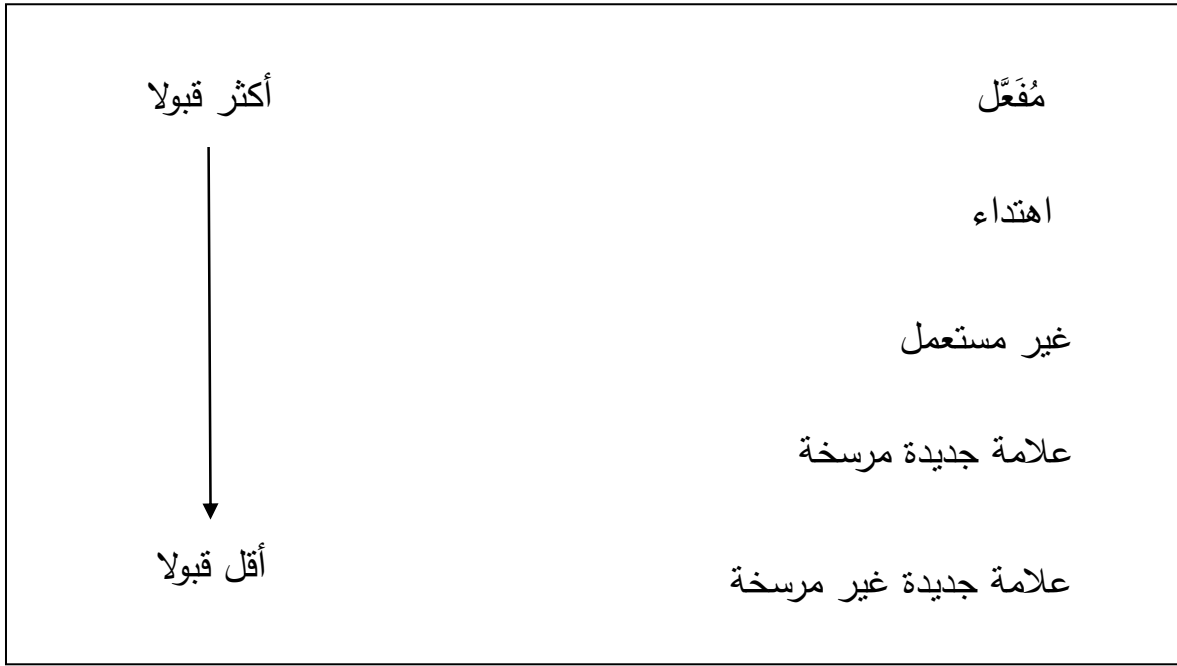 مُفَعَّل
أكثر قبولا
اهتداء
غير مستعمل
علامة جديدة مرسخة
علامة جديدة غير مرسخة
أقل قبولا